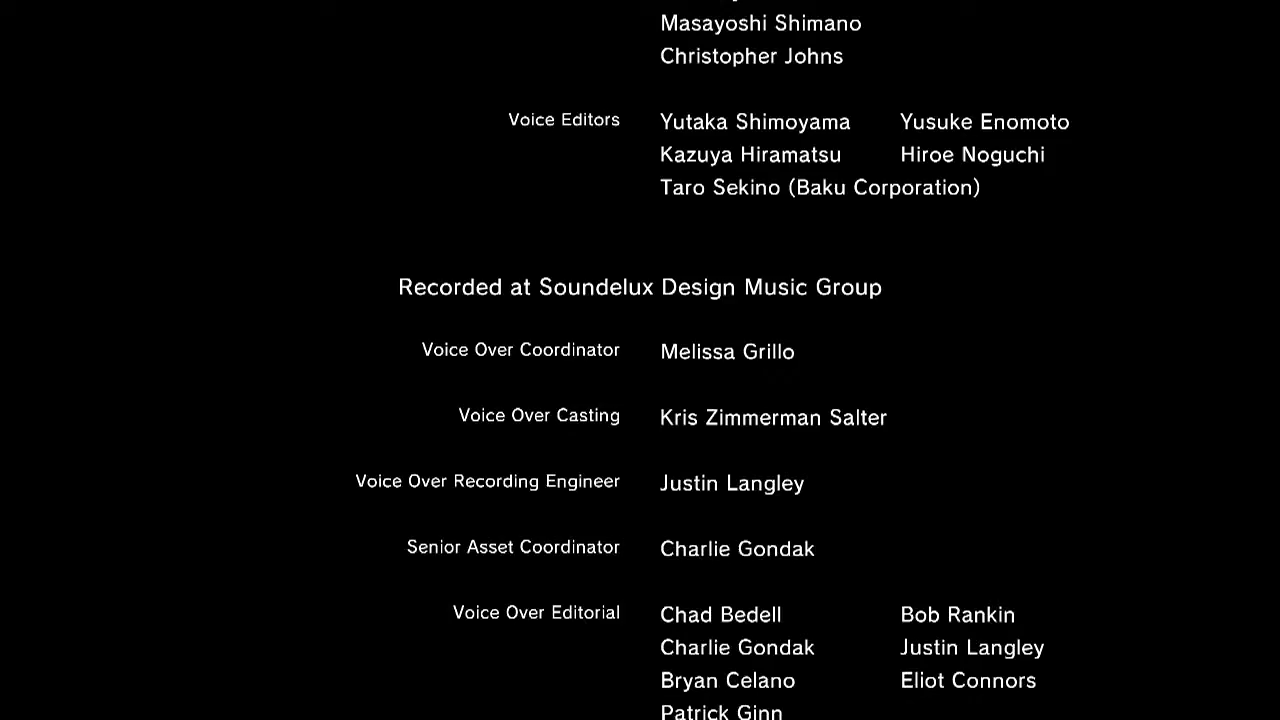 Masayoshi Shimano
Christopher Johns
Voice Editors Yutaka Shimoyama Yusuke Enomoto
Kazuya Hiramatsu Hiroe Noguchi
Taro Sekino (Baku Corporation)
Recorded at Soundelux Design Music Group
Voice Over Coordinator Melissa Grillo
Voice Over Casting Kris Zimmerman Salter
Voice Over Recording Engineer Justin Langley
Senior Asset Coordinator Charlie Gondak
Voice Over Editorial Chad Bedell Bob Rankin
Charlie Gondak Justin Langley
Bryan Celano Eliot Connors
Patrick Ginn